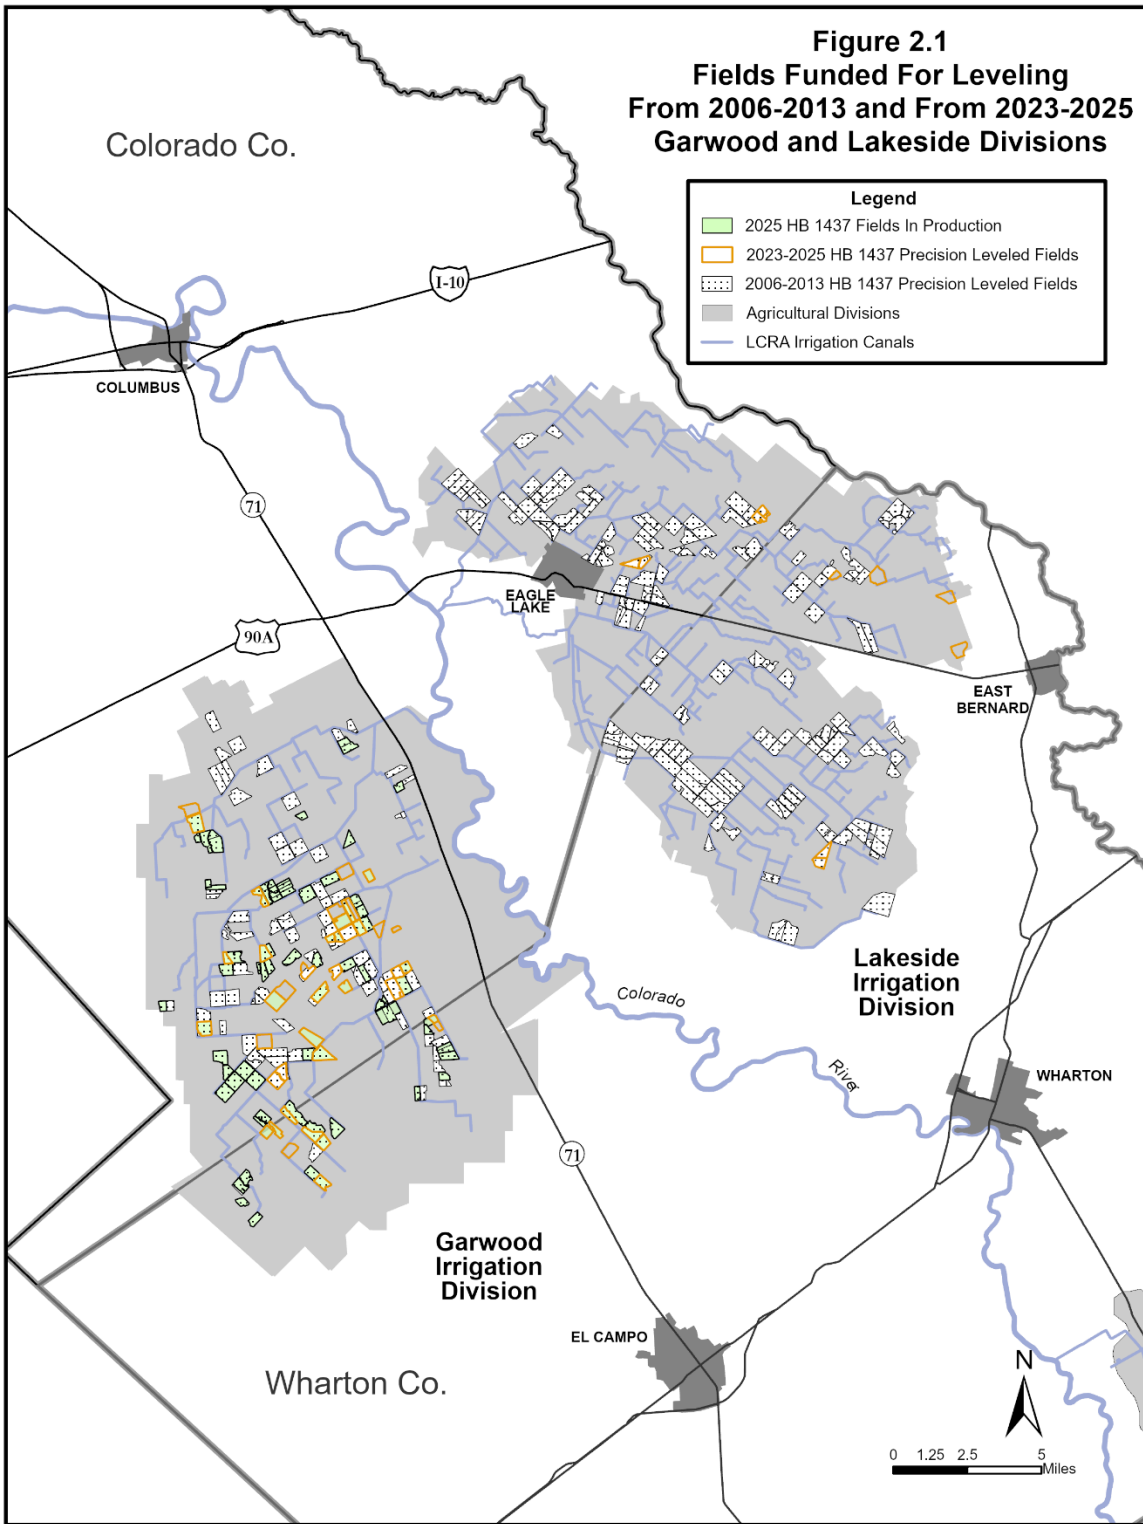 Figure 2.1
Fields Funded For Leveling
From 2006-2013 and From 2023-2025
Garwood and Lakeside Divisions
Colorado Co.
Legend
2025 HB 1437 Fields In Production
2023-2025 HB 1437 Precision Leveled Fields
2006-2013 HB 1437 Precision Leveled Fields
Agricultural Divisions
LCRA Irrigation Canals
I-10
COLUMBUS
71
EAGLE
LAKE
90A
EAST
BERNARD
Lakeside
Irrigation
Division
Colorado
River
WHARTON
71
Garwood
Irrigation
Division
EL CAMPO
Wharton Co.
N
0 1.25 2.5 5
Miles